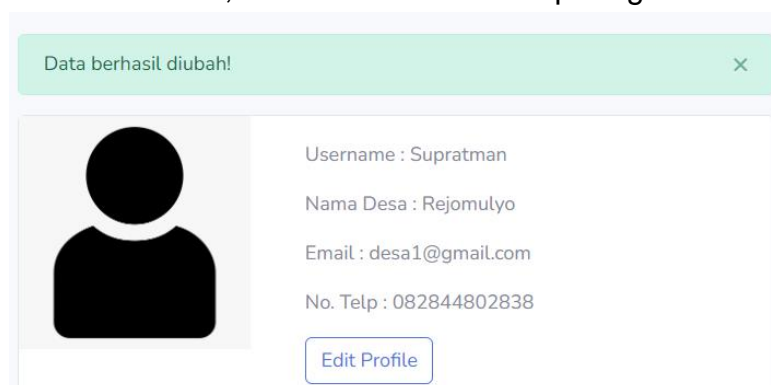 Data berhasil diubah!
Username : Supratman
Nama Desa : Rejomulyo
Email : desa1@gmail.com
No. Telp : 082844802838
Edit Profile